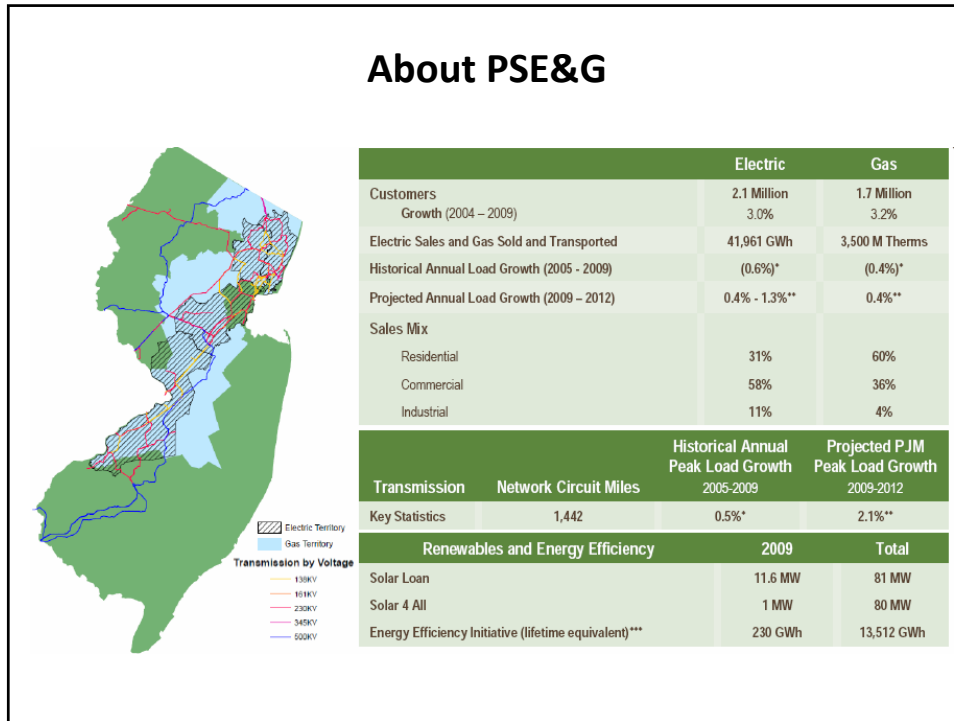 About PSE&G
Electric Gas
Customers 2.1 Million 1.7 Million
Growth (2004 – 2009) 3.0% 3.2%
Electric Sales and Gas Sold and Transported 41,961 GWh 3,500 M Therms
Historical Annual Load Growth (2005 - 2009) (0.6%)* (0.4%)*
Projected Annual Load Growth (2009 – 2012) 0.4% - 1.3%** 0.4%**
Sales Mix
Residential 31% 60%
Commercial 58% 36%
Industrial 11% 4%
Transmission Network Circuit Miles Historical Annual Peak Load Growth 2005-2009 Projected PJM Peak Load Growth 2009-2012
Key Statistics 1,442 0.5%* 2.1%**
Renewables and Energy Efficiency 2009 Total
Solar Loan 11.6 MW 81 MW
Solar 4 All 1 MW 80 MW
Energy Efficiency Initiative (lifetime equivalent)*** 230 GWh 13,512 GWh
Electric Territory
Gas Territory
Transmission by Voltage
138KV
161KV
230KV
345KV
500KV